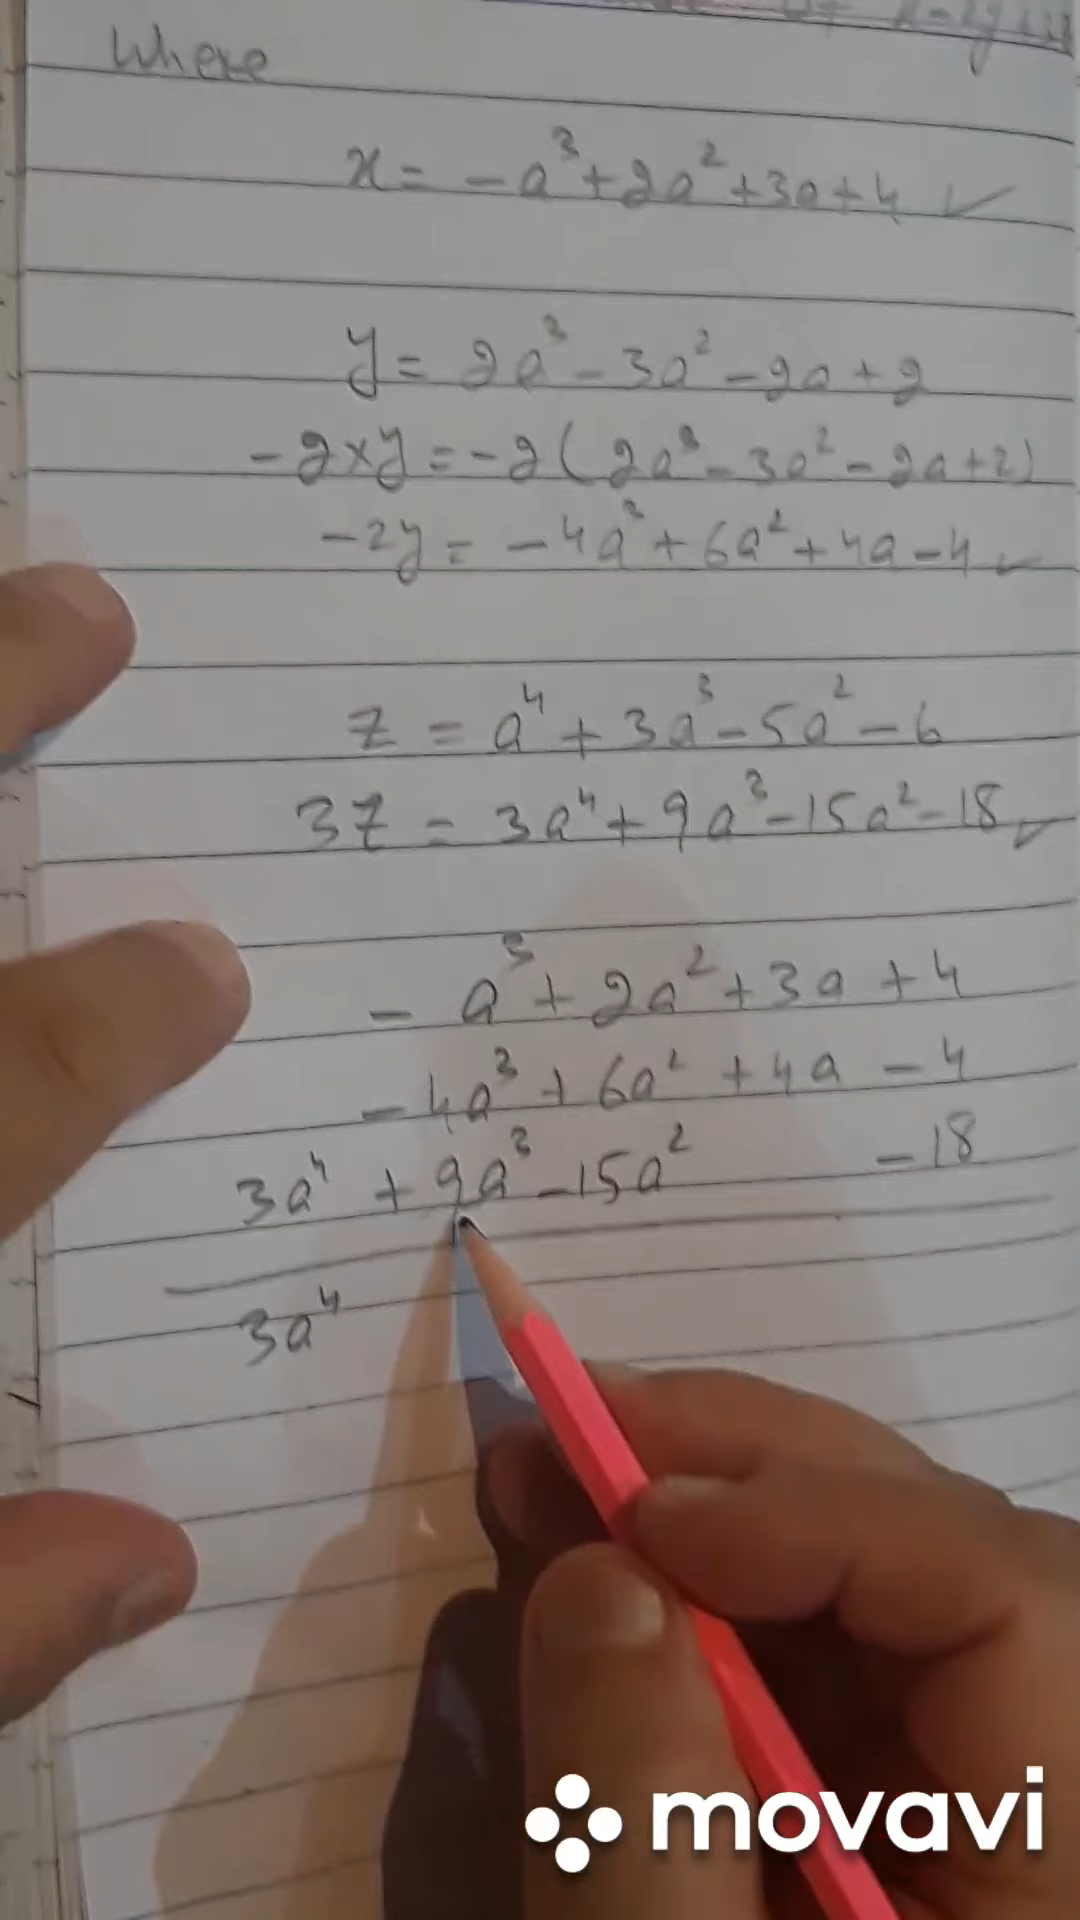 Where
x = -a³ + 2a² + 3a + 4 ✓
y = 2a³ - 3a² - 2a + 2
-2×y = -2(2a³ - 3a² - 2a + 2)
-2y = -4a³ + 6a² + 4a - 4 ✓
z = a⁴ + 3a³ - 5a² - 6
3z = 3a⁴ + 9a³ - 15a² - 18 ✓
- a³ + 2a² + 3a + 4
- 4a³ + 6a² + 4a - 4
3a⁴ + 9a³ - 15a² - 18
3a⁴
movavi